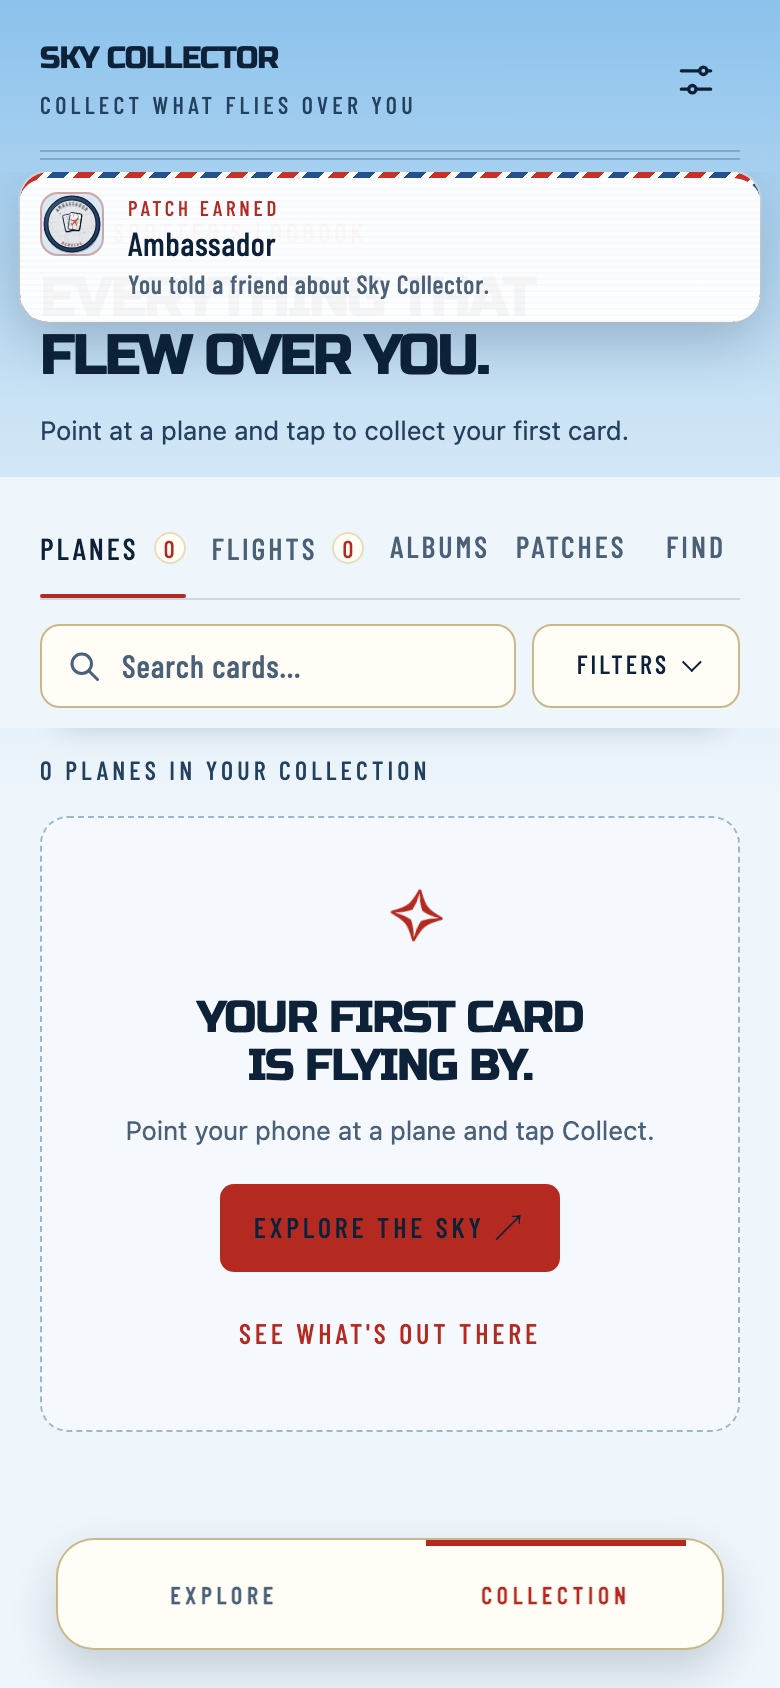 SKY COLLECTOR
COLLECT WHAT FLIES OVER YOU
PATCH EARNED
Ambassador
You told a friend about Sky Collector.
EVERYTHING THAT
FLEW OVER YOU.
Point at a plane and tap to collect your first card.
PLANES 0 FLIGHTS 0 ALBUMS PATCHES FIND
Search cards...
FILTERS
0 PLANES IN YOUR COLLECTION
YOUR FIRST CARD
IS FLYING BY.
Point your phone at a plane and tap Collect.
EXPLORE THE SKY ↗
SEE WHAT'S OUT THERE
EXPLORE COLLECTION